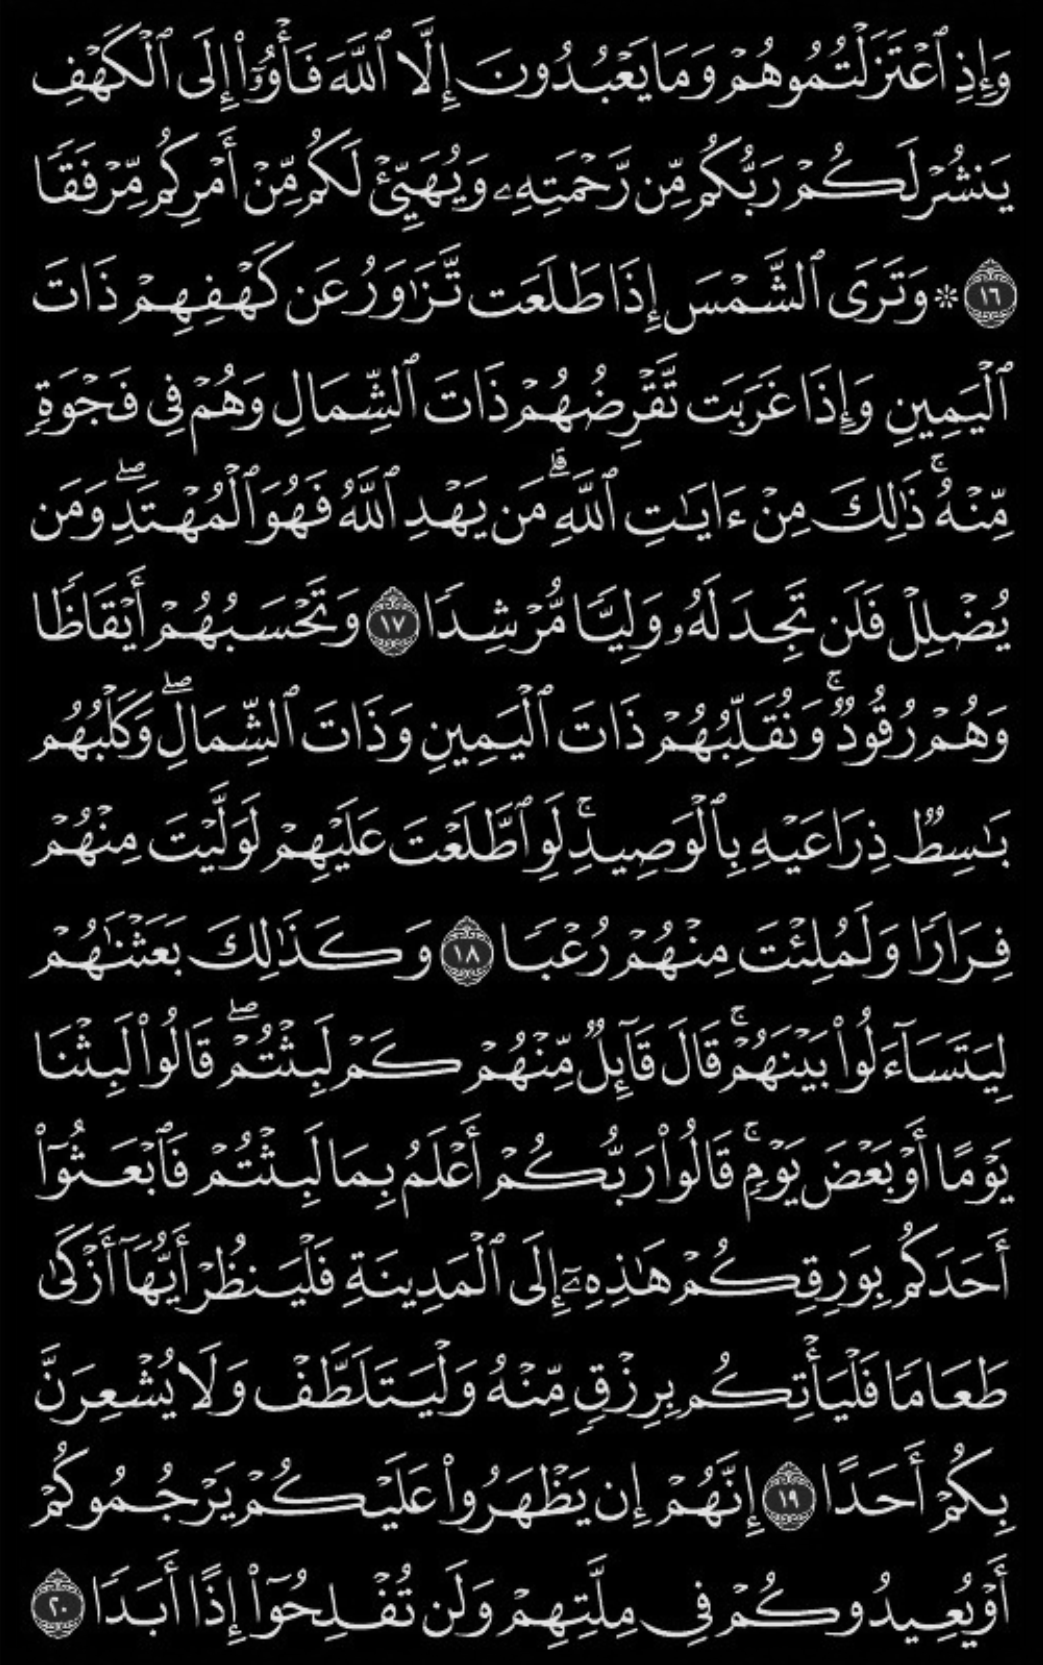 وَإِذِ ٱعْتَزَلْتُمُوهُمْ وَمَا يَعْبُدُونَ إِلَّا ٱللَّهَ فَأْوُۥٓا۟ إِلَى ٱلْكَهْفِ
يَنشُرْ لَكُمْ رَبُّكُم مِّن رَّحْمَتِهِۦ وَيُهَيِّئْ لَكُم مِّنْ أَمْرِكُم مِّرْفَقًا
١٦ ۞ وَتَرَى ٱلشَّمْسَ إِذَا طَلَعَت تَّزَٰوَرُ عَن كَهْفِهِمْ ذَاتَ
ٱلْيَمِينِ وَإِذَا غَرَبَت تَّقْرِضُهُمْ ذَاتَ ٱلشِّمَالِ وَهُمْ فِى فَجْوَةٍ
مِّنْهُ ۚ ذَٰلِكَ مِنْ ءَايَٰتِ ٱللَّهِ ۗ مَن يَهْدِ ٱللَّهُ فَهُوَ ٱلْمُهْتَدِ ۖ وَمَن
يُضْلِلْ فَلَن تَجِدَ لَهُۥ وَلِيًّا مُّرْشِدًا ١٧ وَتَحْسَبُهُمْ أَيْقَاظًا
وَهُمْ رُقُودٌ ۚ وَنُقَلِّبُهُمْ ذَاتَ ٱلْيَمِينِ وَذَاتَ ٱلشِّمَالِ ۖ وَكَلْبُهُم
بَٰسِطٌ ذِرَاعَيْهِ بِٱلْوَصِيدِ ۚ لَوِ ٱطَّلَعْتَ عَلَيْهِمْ لَوَلَّيْتَ مِنْهُمْ
فِرَارًا وَلَمُلِئْتَ مِنْهُمْ رُعْبًا ١٨ وَكَذَٰلِكَ بَعَثْنَٰهُمْ
لِيَتَسَآءَلُوا۟ بَيْنَهُمْ ۚ قَالَ قَآئِلٌ مِّنْهُمْ كَمْ لَبِثْتُمْ ۖ قَالُوا۟ لَبِثْنَا
يَوْمًا أَوْ بَعْضَ يَوْمٍ ۚ قَالُوا۟ رَبُّكُمْ أَعْلَمُ بِمَا لَبِثْتُمْ فَٱبْعَثُوٓا۟
أَحَدَكُم بِوَرِقِكُمْ هَٰذِهِۦٓ إِلَى ٱلْمَدِينَةِ فَلْيَنظُرْ أَيُّهَآ أَزْكَىٰ
طَعَامًا فَلْيَأْتِكُم بِرِزْقٍ مِّنْهُ وَلْيَتَلَطَّفْ وَلَا يُشْعِرَنَّ
بِكُمْ أَحَدًا ١٩ إِنَّهُمْ إِن يَظْهَرُوا۟ عَلَيْكُمْ يَرْجُمُوكُمْ
أَوْ يُعِيدُوكُمْ فِى مِلَّتِهِمْ وَلَن تُفْلِحُوٓا۟ إِذًا أَبَدًا ٢٠